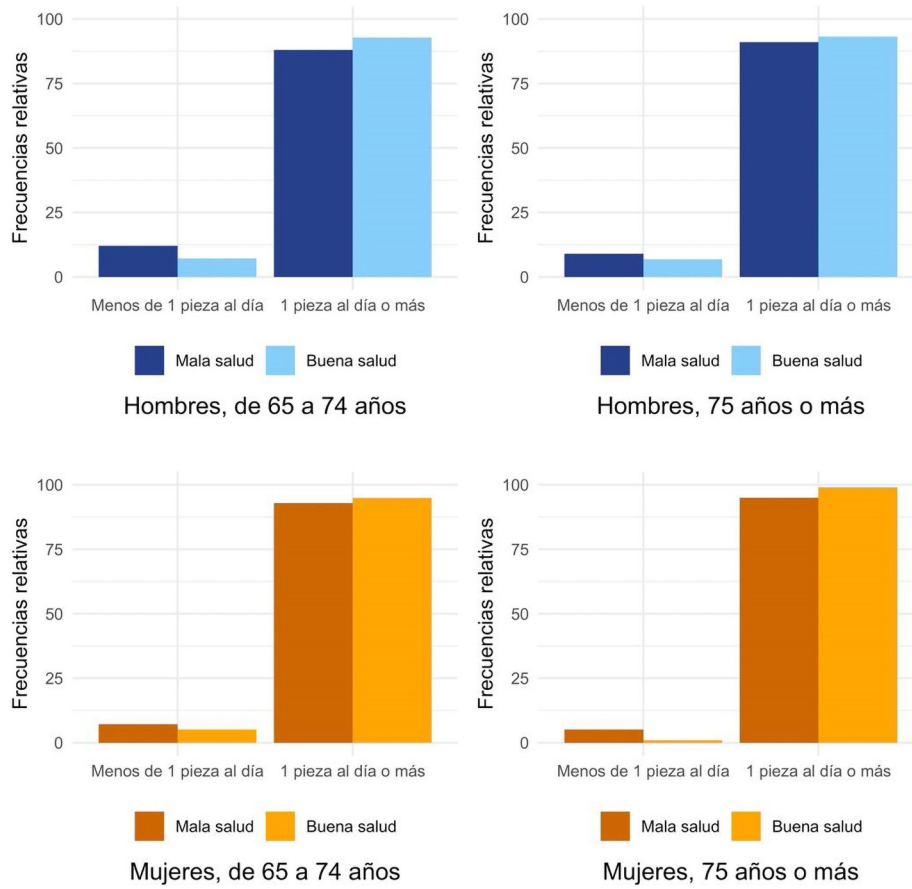 Frecuencias relativas
100
75
50
25
0
Menos de 1 pieza al día
1 pieza al día o más
Mala salud
Buena salud
Hombres, de 65 a 74 años
Frecuencias relativas
100
75
50
25
0
Menos de 1 pieza al día
1 pieza al día o más
Mala salud
Buena salud
Hombres, 75 años o más
Frecuencias relativas
100
75
50
25
0
Menos de 1 pieza al día
1 pieza al día o más
Mala salud
Buena salud
Mujeres, de 65 a 74 años
Frecuencias relativas
100
75
50
25
0
Menos de 1 pieza al día
1 pieza al día o más
Mala salud
Buena salud
Mujeres, 75 años o más